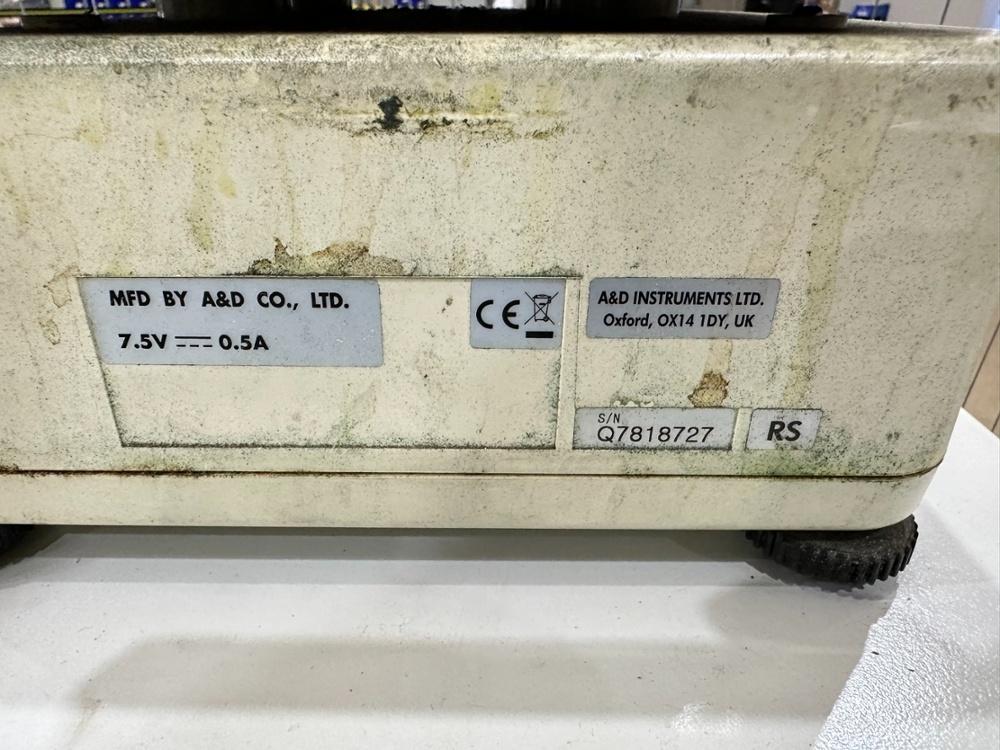 MFD BY A&D CO., LTD.
7.5V ⎓ 0.5A
CE
A&D INSTRUMENTS LTD.
Oxford, OX14 1DY, UK
S/N
Q7818727
RS